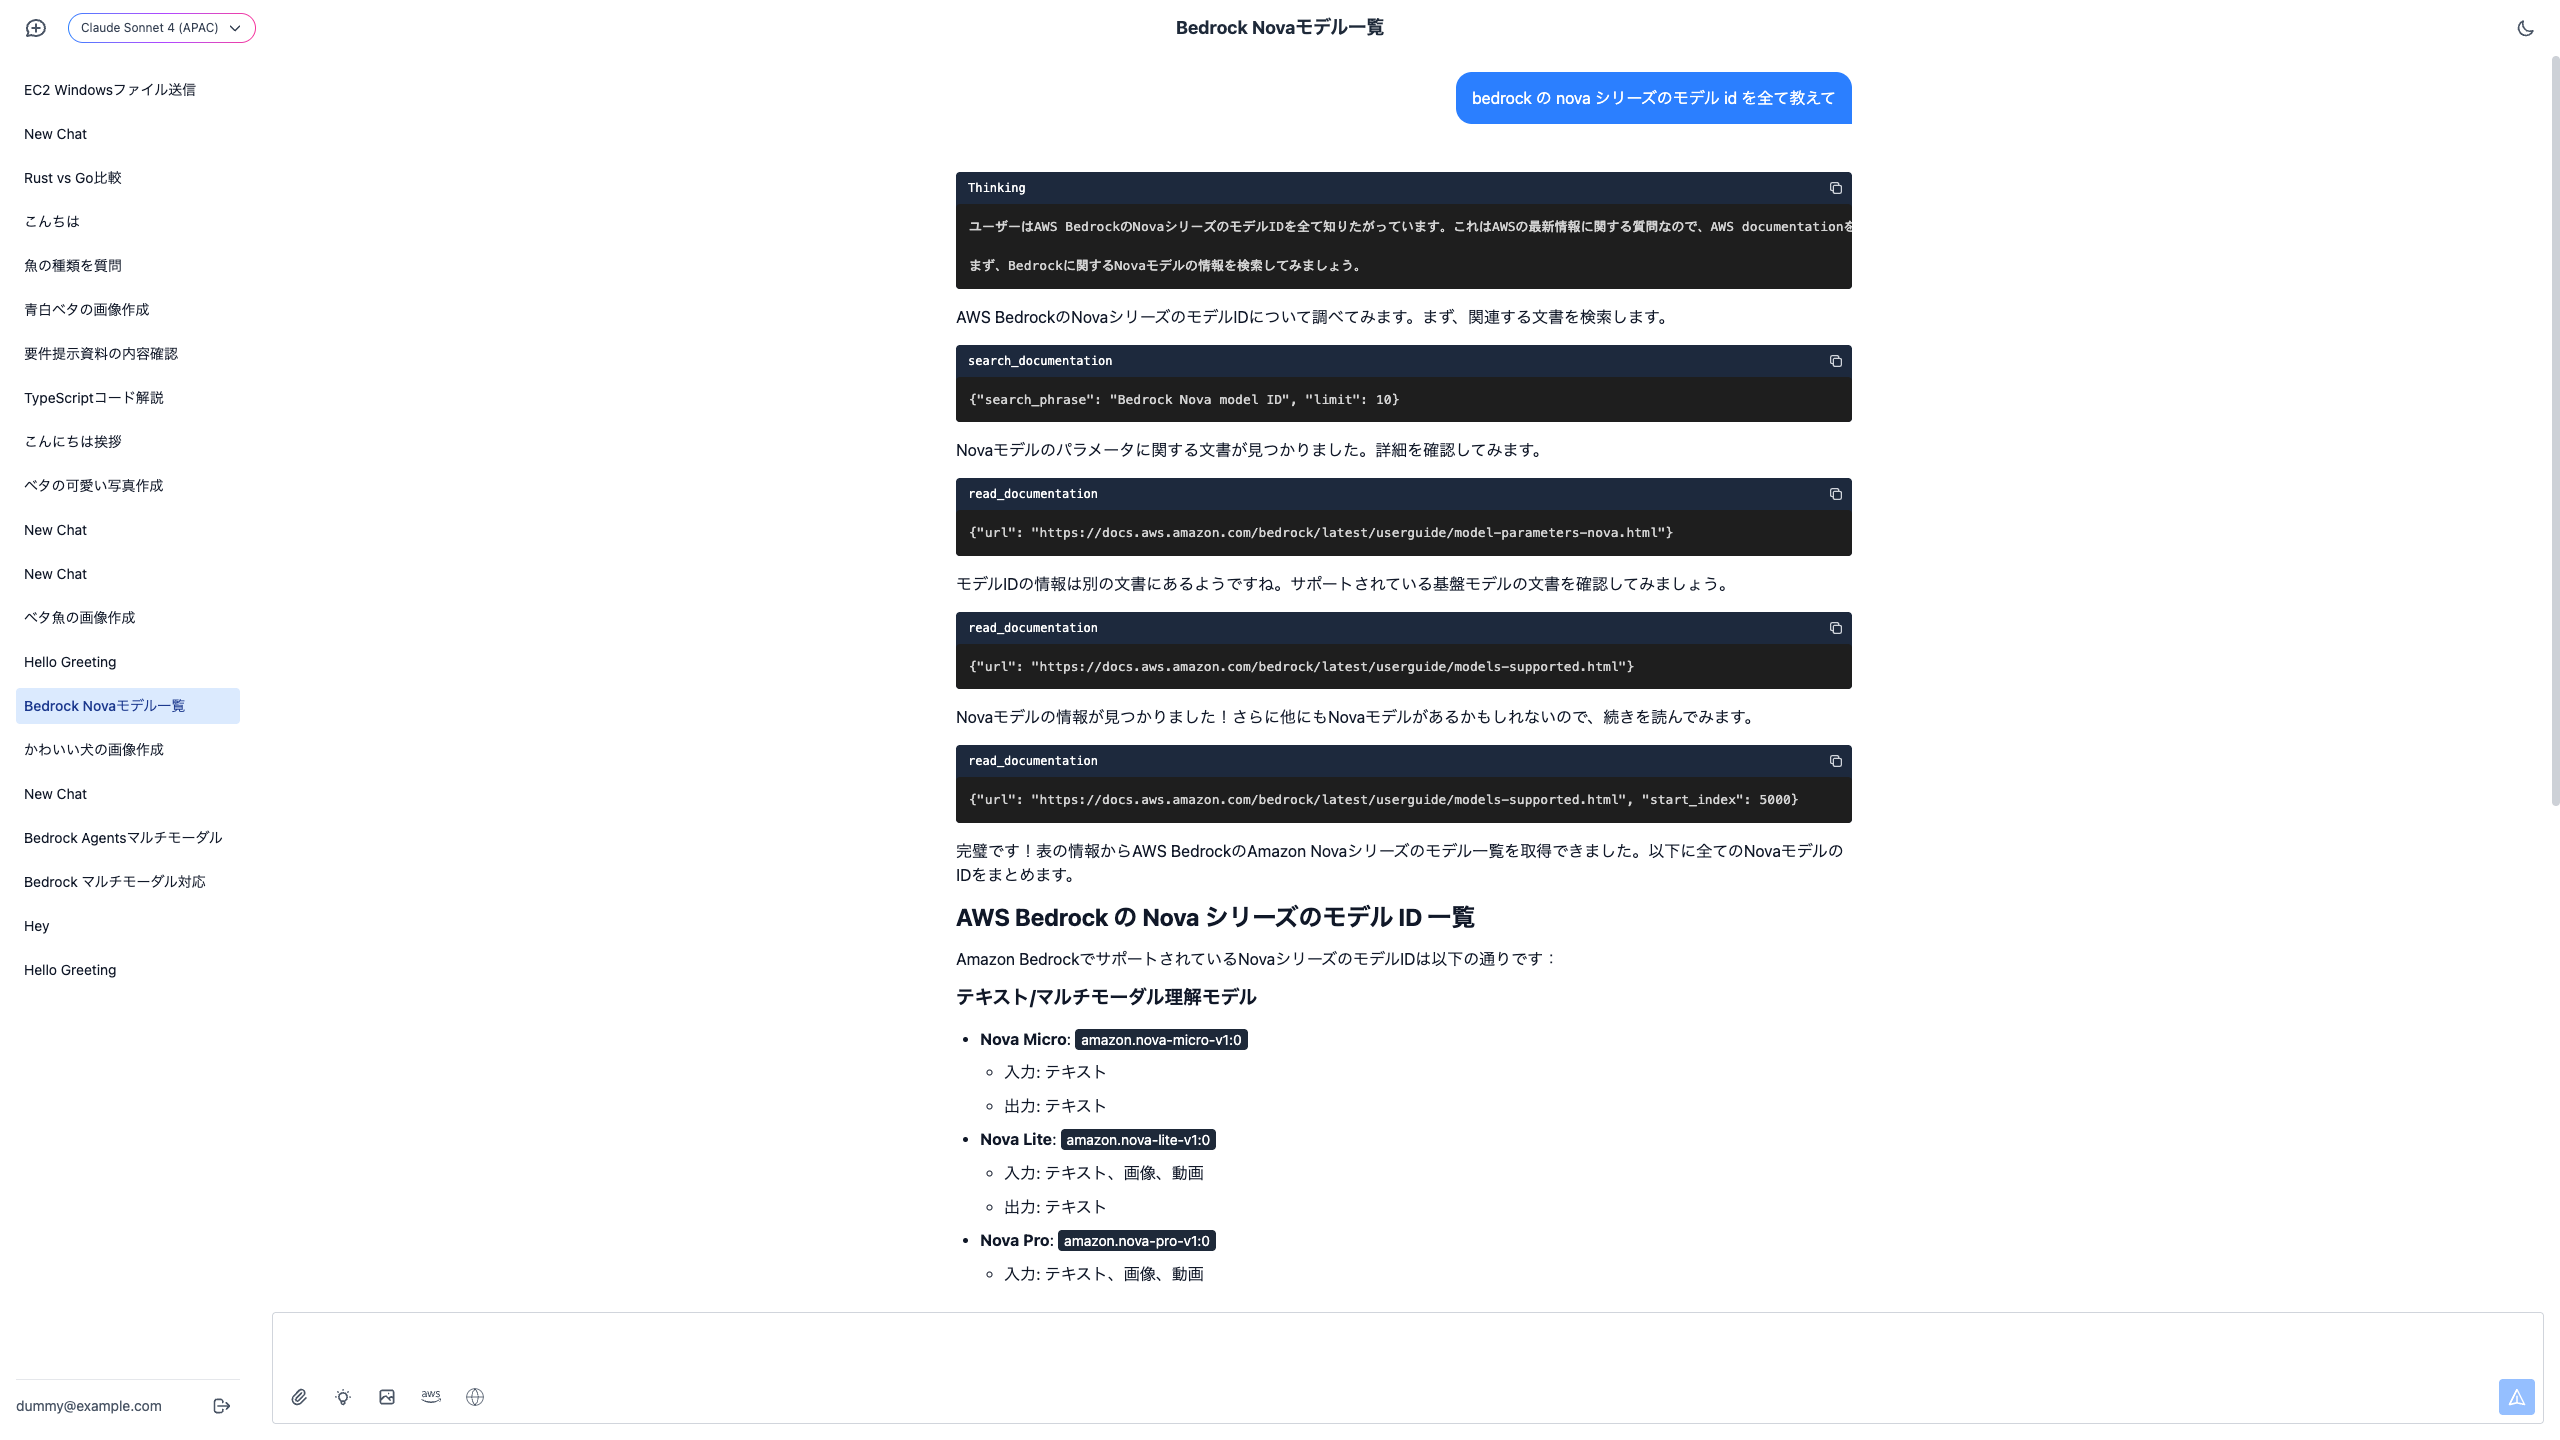 Claude Sonnet 4 (APAC)
Bedrock Novaモデル一覧
EC2 Windowsファイル送信
New Chat
Rust vs Go比較
こんちは
魚の種類を質問
青白ベタの画像作成
要件提示資料の内容確認
TypeScriptコード解説
こんにちは挨拶
ベタの可愛い写真作成
New Chat
New Chat
ベタ魚の画像作成
Hello Greeting
Bedrock Novaモデル一覧
かわいい犬の画像作成
New Chat
Bedrock Agentsマルチモーダル
Bedrock マルチモーダル対応
Hey
Hello Greeting
dummy@example.com
bedrock の nova シリーズのモデル id を全て教えて
Thinking
ユーザーはAWS BedrockのNovaシリーズのモデルIDを全て知りたがっています。これはAWSの最新情報に関する質問なので、AWS documentationを
まず、Bedrockに関するNovaモデルの情報を検索してみましょう。
AWS BedrockのNovaシリーズのモデルIDについて調べてみます。まず、関連する文書を検索します。
search_documentation
{"search_phrase": "Bedrock Nova model ID", "limit": 10}
Novaモデルのパラメータに関する文書が見つかりました。詳細を確認してみます。
read_documentation
{"url": "https://docs.aws.amazon.com/bedrock/latest/userguide/model-parameters-nova.html"}
モデルIDの情報は別の文書にあるようですね。サポートされている基盤モデルの文書を確認してみましょう。
read_documentation
{"url": "https://docs.aws.amazon.com/bedrock/latest/userguide/models-supported.html"}
Novaモデルの情報が見つかりました！さらに他にもNovaモデルがあるかもしれないので、続きを読んでみます。
read_documentation
{"url": "https://docs.aws.amazon.com/bedrock/latest/userguide/models-supported.html", "start_index": 5000}
完璧です！表の情報からAWS BedrockのAmazon Novaシリーズのモデル一覧を取得できました。以下に全てのNovaモデルの
IDをまとめます。
AWS Bedrock の Nova シリーズのモデル ID 一覧
Amazon BedrockでサポートされているNovaシリーズのモデルIDは以下の通りです：
テキスト/マルチモーダル理解モデル
• Nova Micro: amazon.nova-micro-v1:0
◦ 入力: テキスト
◦ 出力: テキスト
• Nova Lite: amazon.nova-lite-v1:0
◦ 入力: テキスト、画像、動画
◦ 出力: テキスト
• Nova Pro: amazon.nova-pro-v1:0
◦ 入力: テキスト、画像、動画
aws